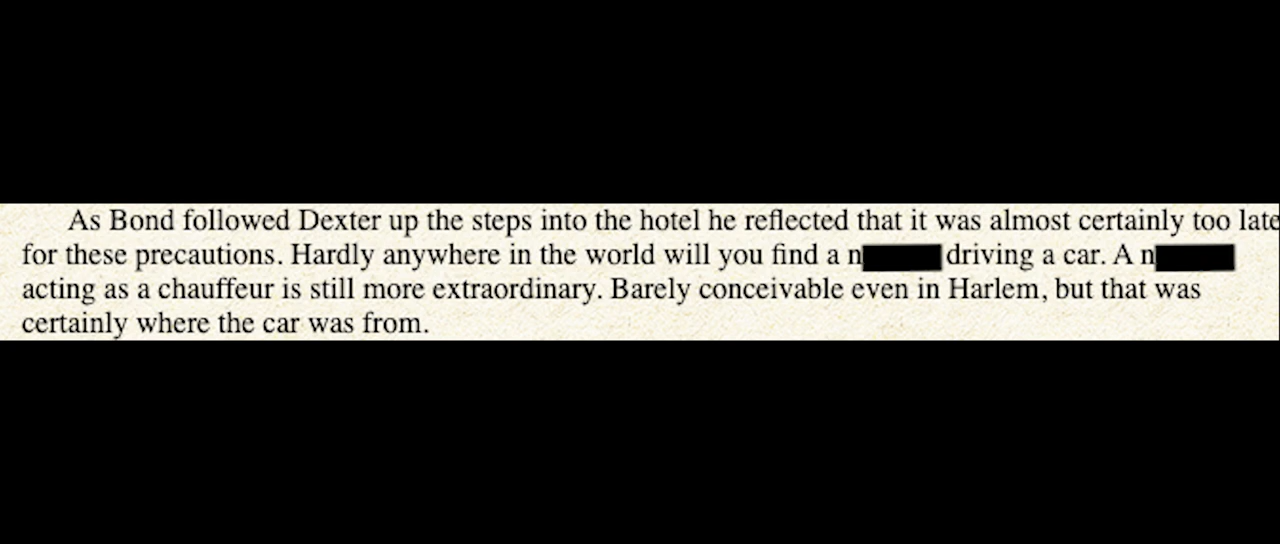 As Bond followed Dexter up the steps into the hotel he reflected that it was almost certainly too late
for these precautions. Hardly anywhere in the world will you find a n driving a car. A n
acting as a chauffeur is still more extraordinary. Barely conceivable even in Harlem, but that was
certainly where the car was from.